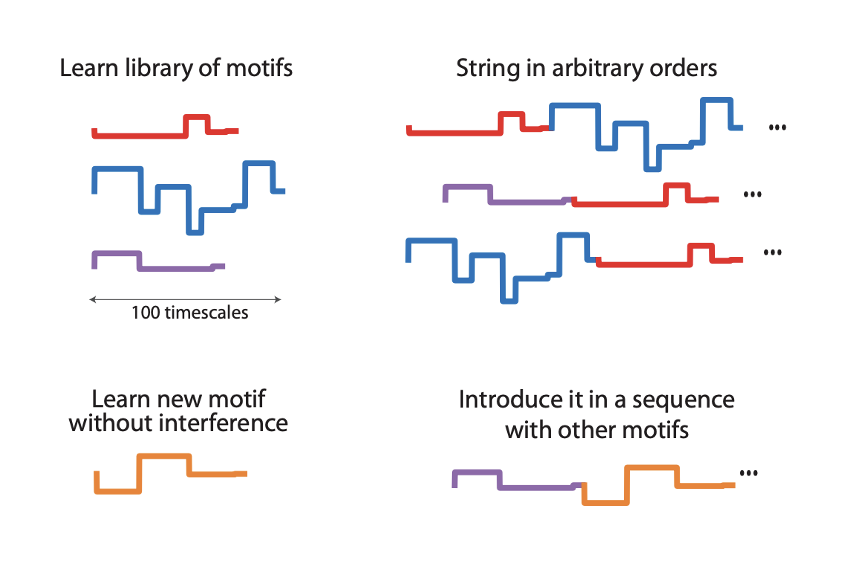 Learn library of motifs
String in arbitrary orders
...
...
...
100 timescales
Learn new motif
without interference
Introduce it in a sequence
with other motifs
...